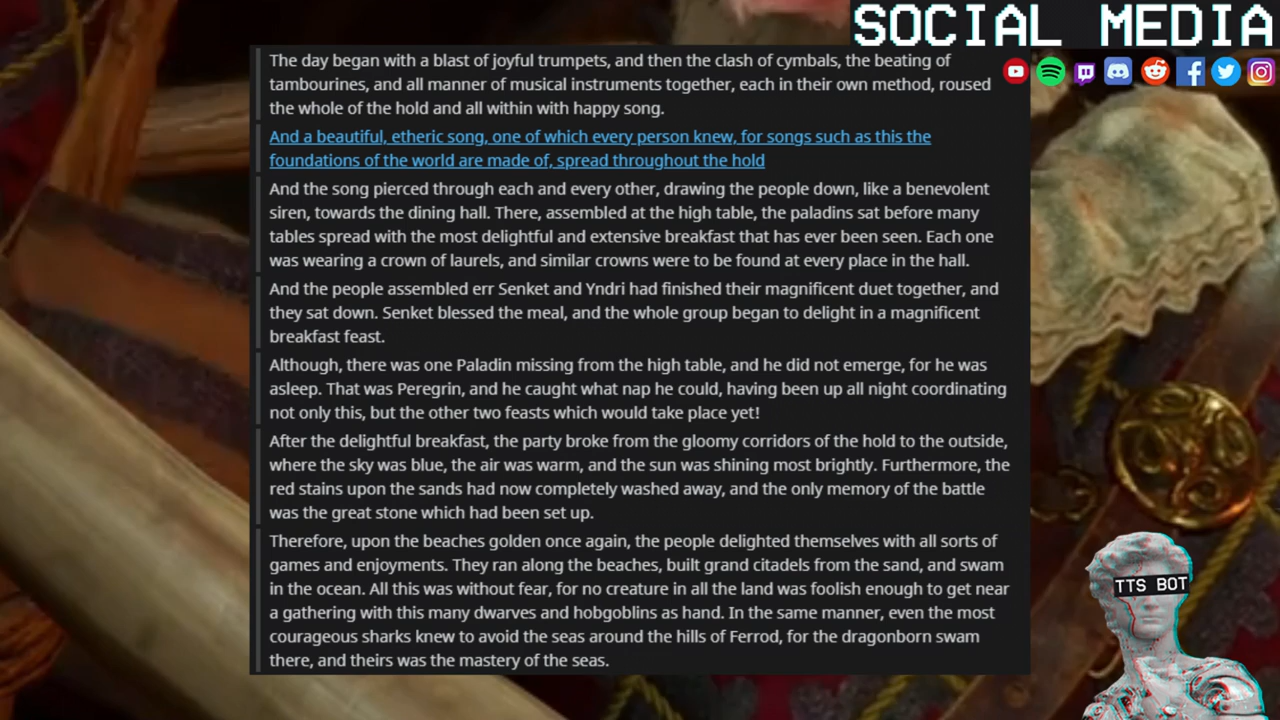 SOCIAL MEDIA
The day began with a blast of joyful trumpets, and then the clash of cymbals, the beating of
tambourines, and all manner of musical instruments together, each in their own method, roused
the whole of the hold and all within with happy song.
And a beautiful, etheric song, one of which every person knew, for songs such as this the
foundations of the world are made of, spread throughout the hold
And the song pierced through each and every other, drawing the people down, like a benevolent
siren, towards the dining hall. There, assembled at the high table, the paladins sat before many
tables spread with the most delightful and extensive breakfast that has ever been seen. Each one
was wearing a crown of laurels, and similar crowns were to be found at every place in the hall.
And the people assembled err Senket and Yndri had finished their magnificent duet together, and
they sat down. Senket blessed the meal, and the whole group began to delight in a magnificent
breakfast feast.
Although, there was one Paladin missing from the high table, and he did not emerge, for he was
asleep. That was Peregrin, and he caught what nap he could, having been up all night coordinating
not only this, but the other two feasts which would take place yet!
After the delightful breakfast, the party broke from the gloomy corridors of the hold to the outside,
where the sky was blue, the air was warm, and the sun was shining most brightly. Furthermore, the
red stains upon the sands had now completely washed away, and the only memory of the battle
was the great stone which had been set up.
Therefore, upon the beaches golden once again, the people delighted themselves with all sorts of
games and enjoyments. They ran along the beaches, built grand citadels from the sand, and swam
in the ocean. All this was without fear, for no creature in all the land was foolish enough to get near
a gathering with this many dwarves and hobgoblins as hand. In the same manner, even the most
courageous sharks knew to avoid the seas around the hills of Ferrod, for the dragonborn swam
there, and theirs was the mastery of the seas.
TTS BOT